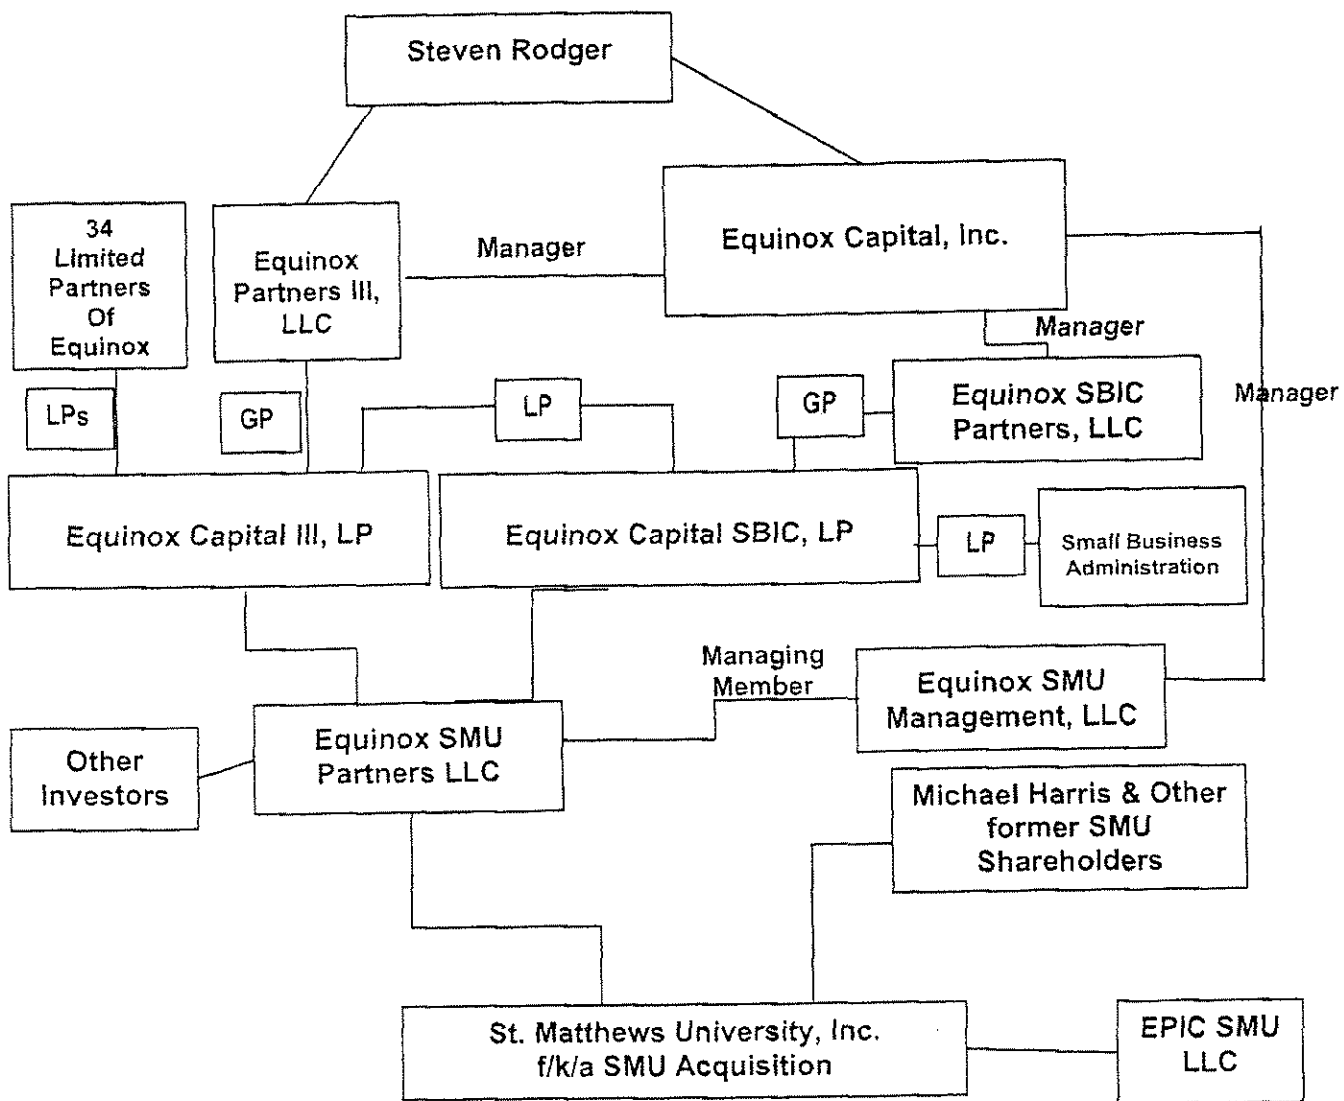 Steven Rodger
34
Limited
Partners
Of
Equinox
Equinox
Partners III,
LLC
Manager
Equinox Capital, Inc.
Manager
Manager
LPs
GP
LP
GP
Equinox SBIC
Partners, LLC
Equinox Capital III, LP
Equinox Capital SBIC, LP
LP
Small Business
Administration
Managing
Member
Equinox SMU
Management, LLC
Other
Investors
Equinox SMU
Partners LLC
Michael Harris & Other
former SMU
Shareholders
St. Matthews University, Inc.
f/k/a SMU Acquisition
EPIC SMU
LLC